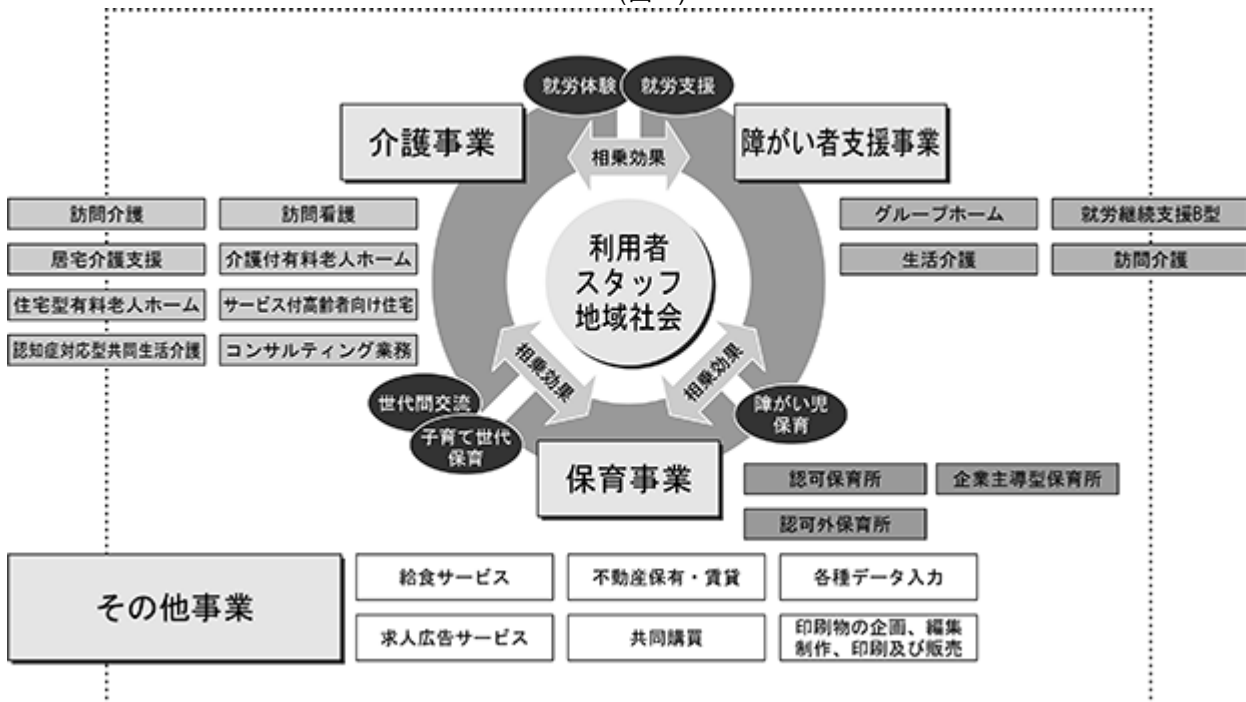 就労体験
就労支援
介護事業
障がい者支援事業
相乗効果
訪問介護
訪問看護
居宅介護支援
介護付有料老人ホーム
住宅型有料老人ホーム
サービス付高齢者向け住宅
認知症対応型共同生活介護
コンサルティング業務
グループホーム
就労継続支援B型
生活介護
訪問介護
利用者
スタッフ
地域社会
相乗効果
相乗効果
世代間交流
子育て世代
保育
障がい児
保育
保育事業
認可保育所
企業主導型保育所
認可外保育所
その他事業
給食サービス
不動産保有・賃貸
各種データ入力
求人広告サービス
共同購買
印刷物の企画、編集
制作、印刷及び販売